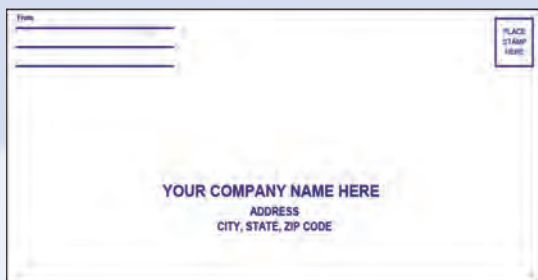 From
PLACE
STAMP
HERE
YOUR COMPANY NAME HERE
ADDRESS
CITY, STATE, ZIP CODE